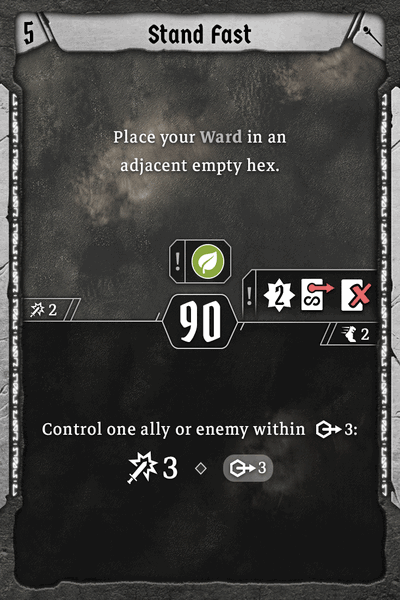 5
Stand Fast
Place your Ward in an
adjacent empty hex.
!
! 2
2
90
2
Control one ally or enemy within 3:
3 3